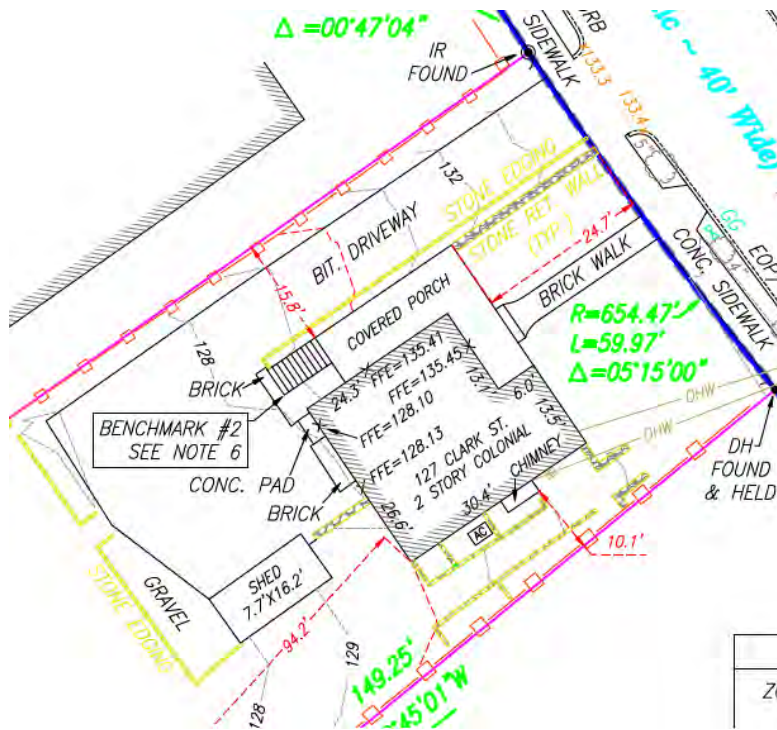 Δ =00°47'04"
IR
FOUND
SIDEWALK
133.3
133.4
40' Wide)
5"
132
STONE EDGING
STONE RET WALL
(TYP.)
24.7'
BIT. DRIVEWAY
15.8'
BRICK WALK
GG
4"
EOP
CONC. SIDEWALK
R=654.47'
L=59.97'
Δ=05°15'00"
COVERED PORCH
128
BRICK
24.3'
FFE=135.41
FFE=135.45
6.0'
13.5'
OHW
OHW
BENCHMARK #2
SEE NOTE 6
FFE=128.10
FFE=128.13
127 CLARK ST.
2 STORY COLONIAL
CHIMNEY
DH
FOUND
& HELD
CONC. PAD
BRICK
26.6'
30.4'
AC
10.1'
STONE EDGING
GRAVEL
SHED
7.7'X16.2'
94.2'
149.25'
45'01"W
129
128